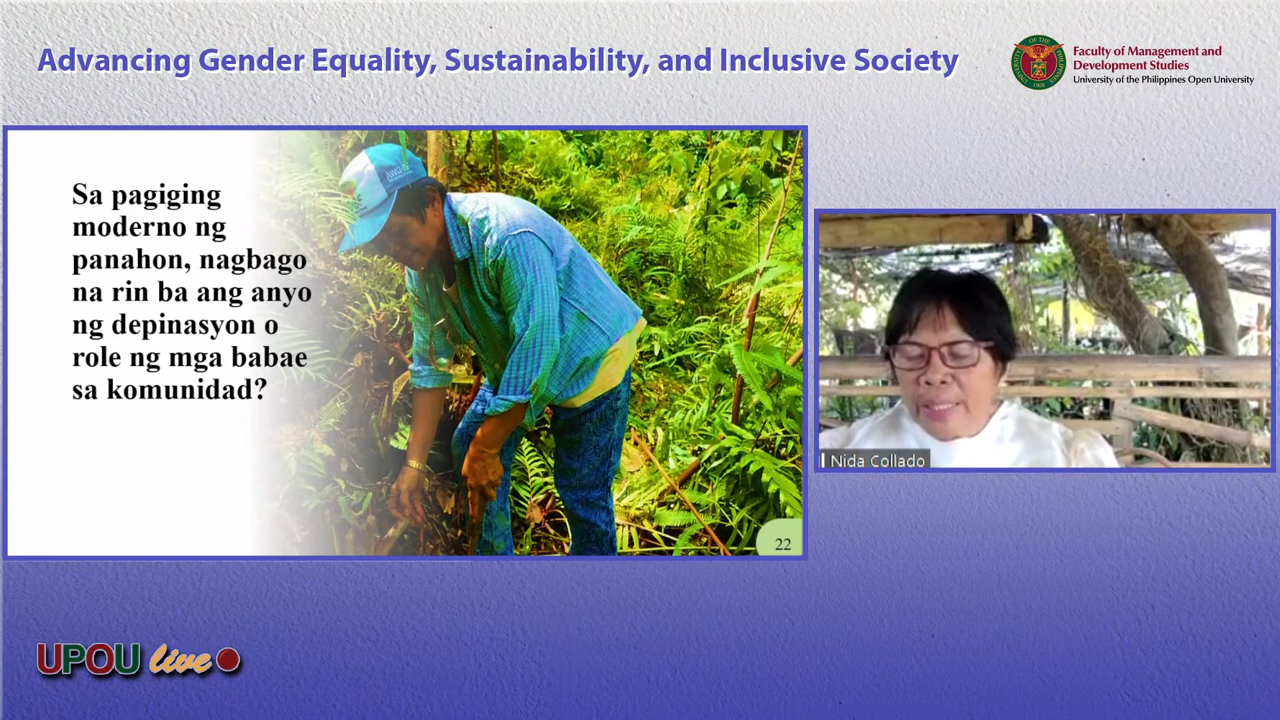 Advancing Gender Equality, Sustainability, and Inclusive Society
Faculty of Management and
Development Studies
University of the Philippines Open University
Sa pagiging
moderno ng
panahon, nagbago
na rin ba ang anyo
ng depinasyon o
role ng mga babae
sa komunidad?
22
Nida Collado
UPOU live